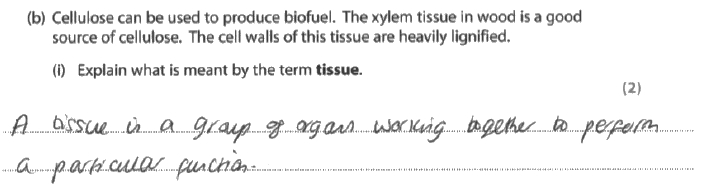 (b) Cellulose can be used to produce biofuel. The xylem tissue in wood is a good
source of cellulose. The cell walls of this tissue are heavily lignified.
(i) Explain what is meant by the term tissue.
(2)
A tissue is a group of organs working together to perform
a particular function.